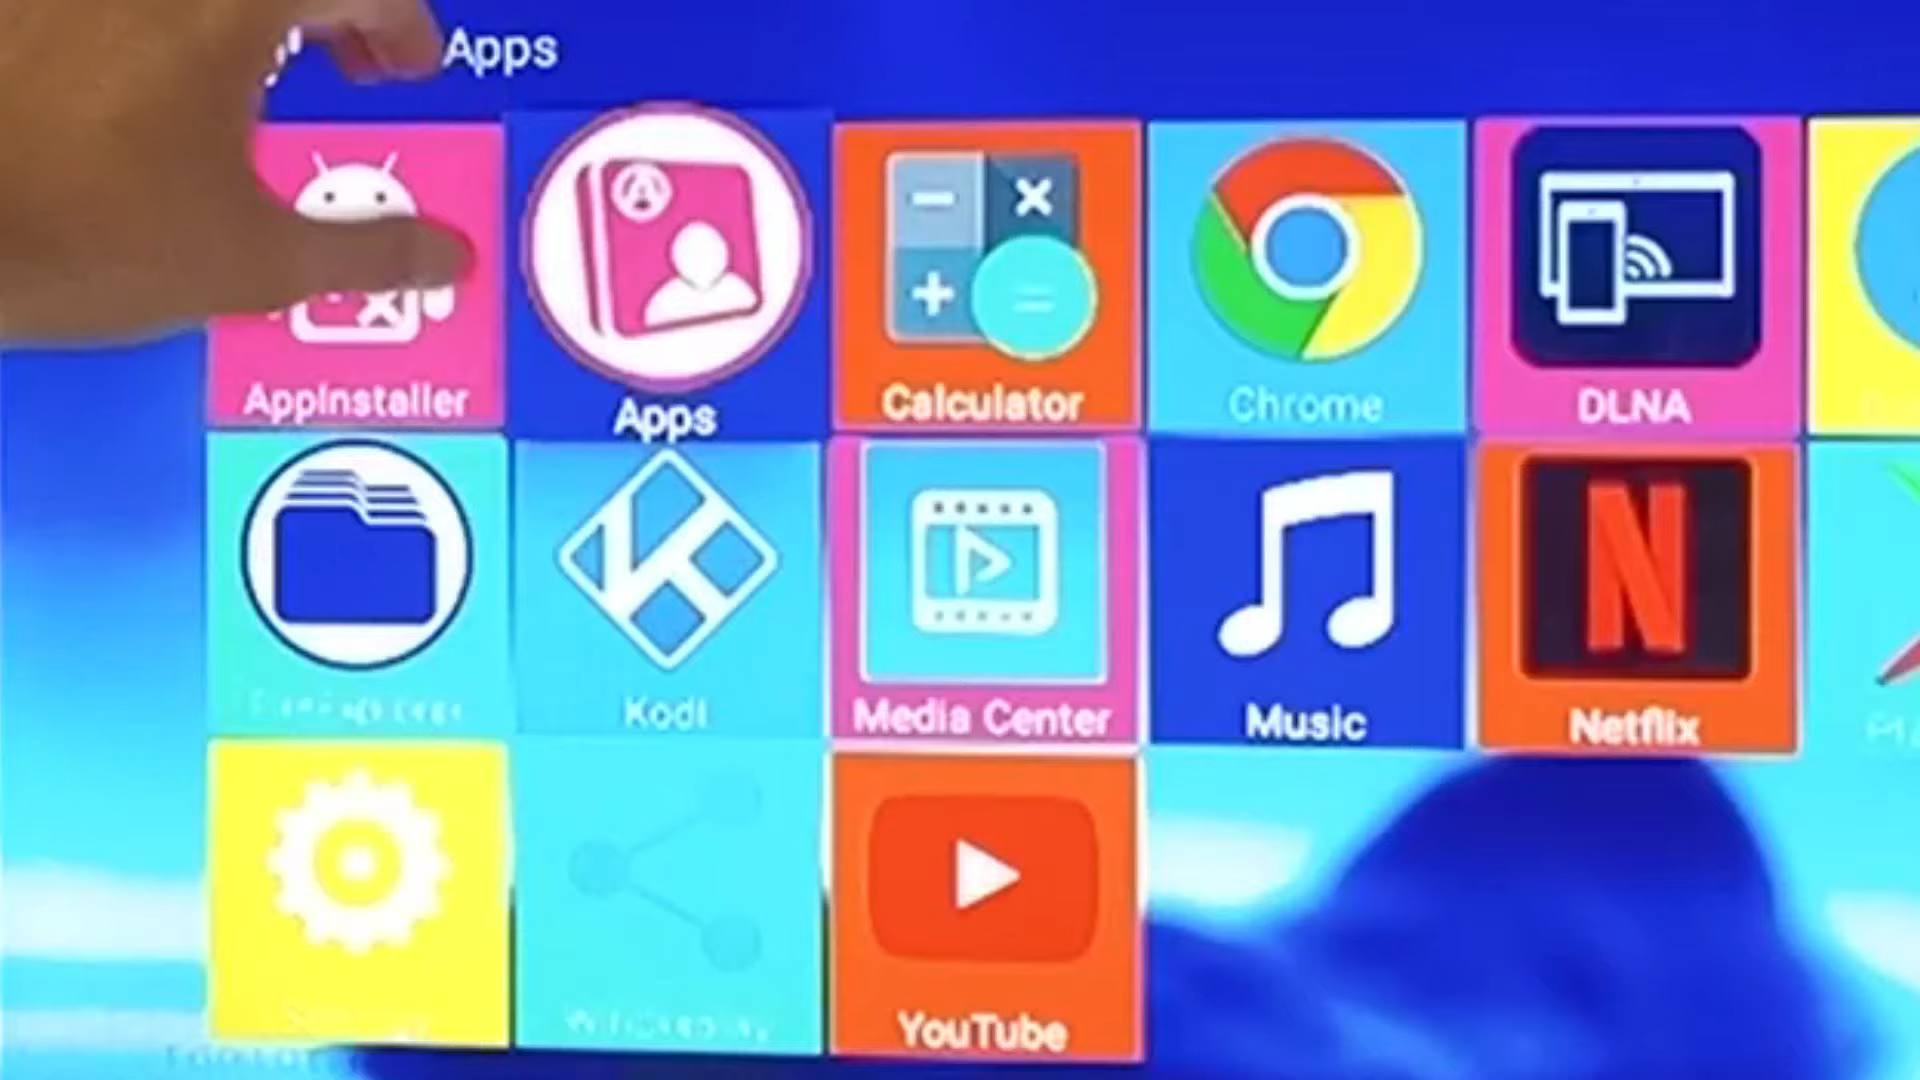 Apps
AppInstaller
Apps
Calculator
Chrome
DLNA
Kodi
Media Center
Music
Netflix
YouTube